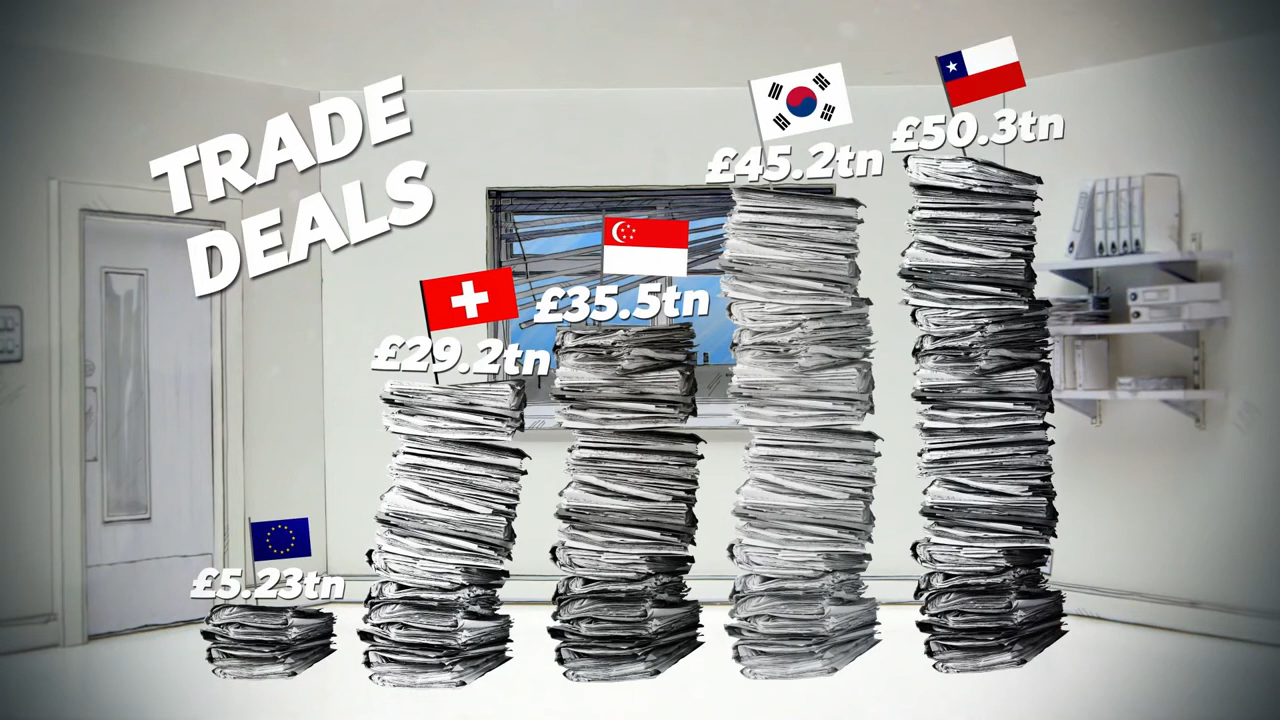 TRADE
DEALS
£5.23tn
£29.2tn
£35.5tn
£45.2tn
£50.3tn